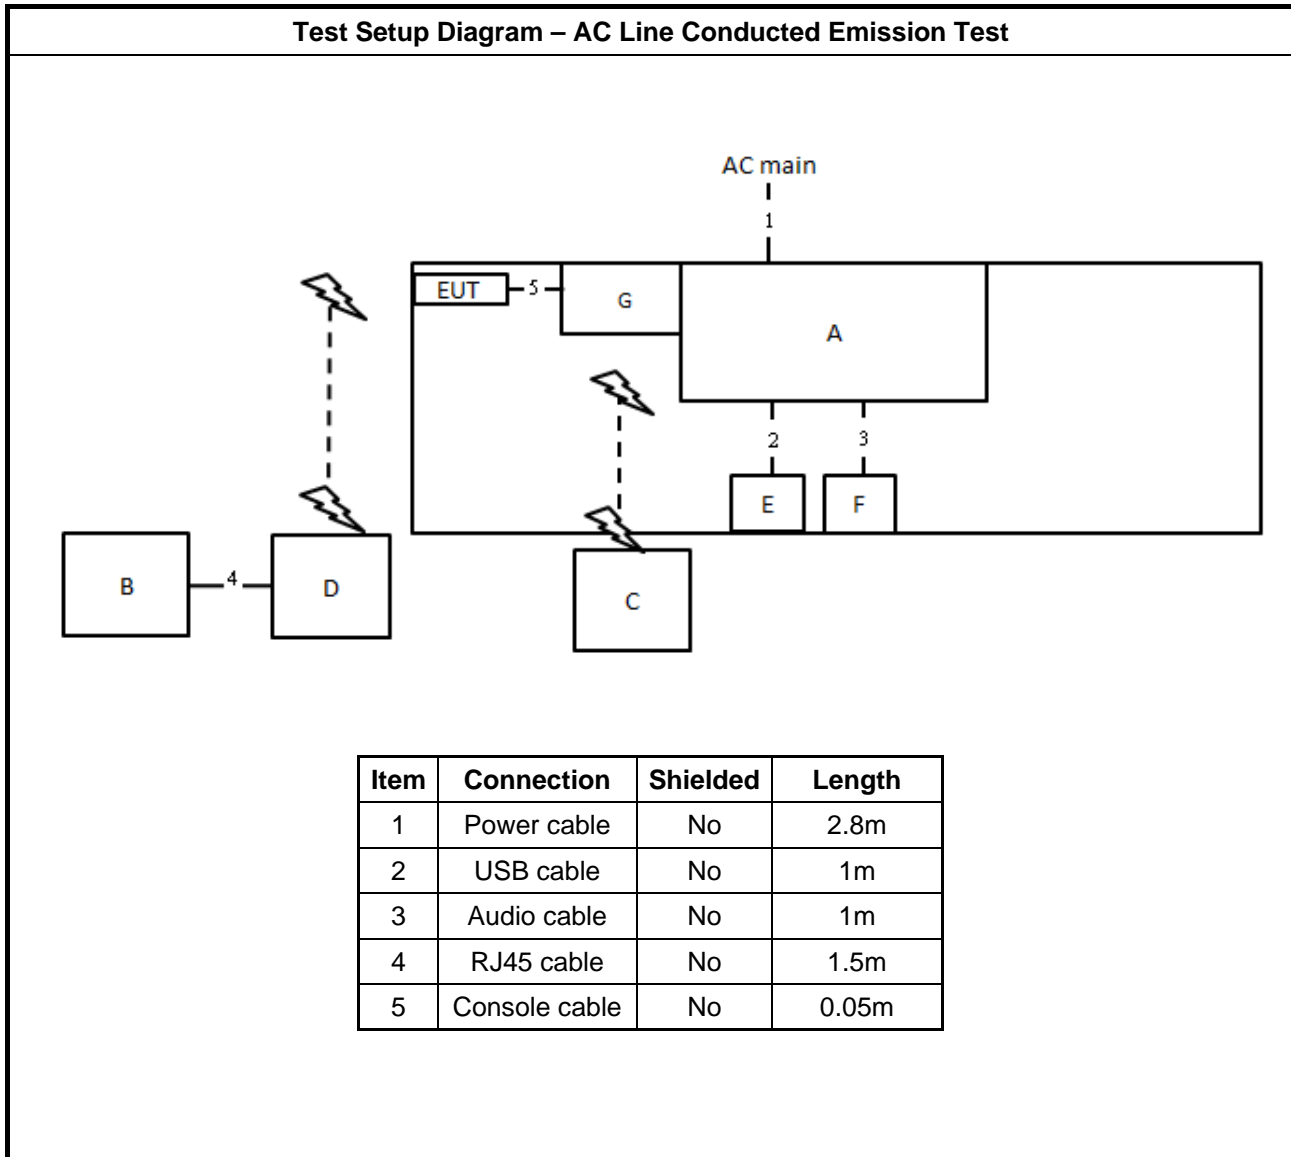 Test Setup Diagram – AC Line Conducted Emission Test
AC main
1
EUT 5 G
A
2 3
E F
B 4 D
C
Item Connection Shielded Length
1 Power cable No 2.8m
2 USB cable No 1m
3 Audio cable No 1m
4 RJ45 cable No 1.5m
5 Console cable No 0.05m